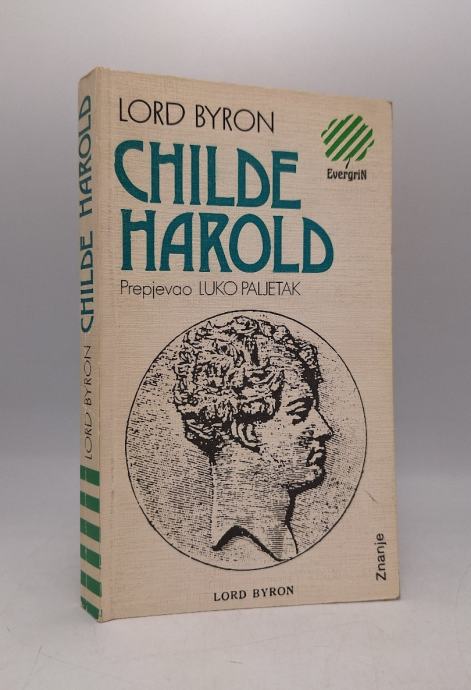 LORD BYRON
CHILDE
HAROLD
Prepjevao LUKO PALJETAK
EvergriN
LORD BYRON
Znanje
LORD BYRON CHILDE HAROLD